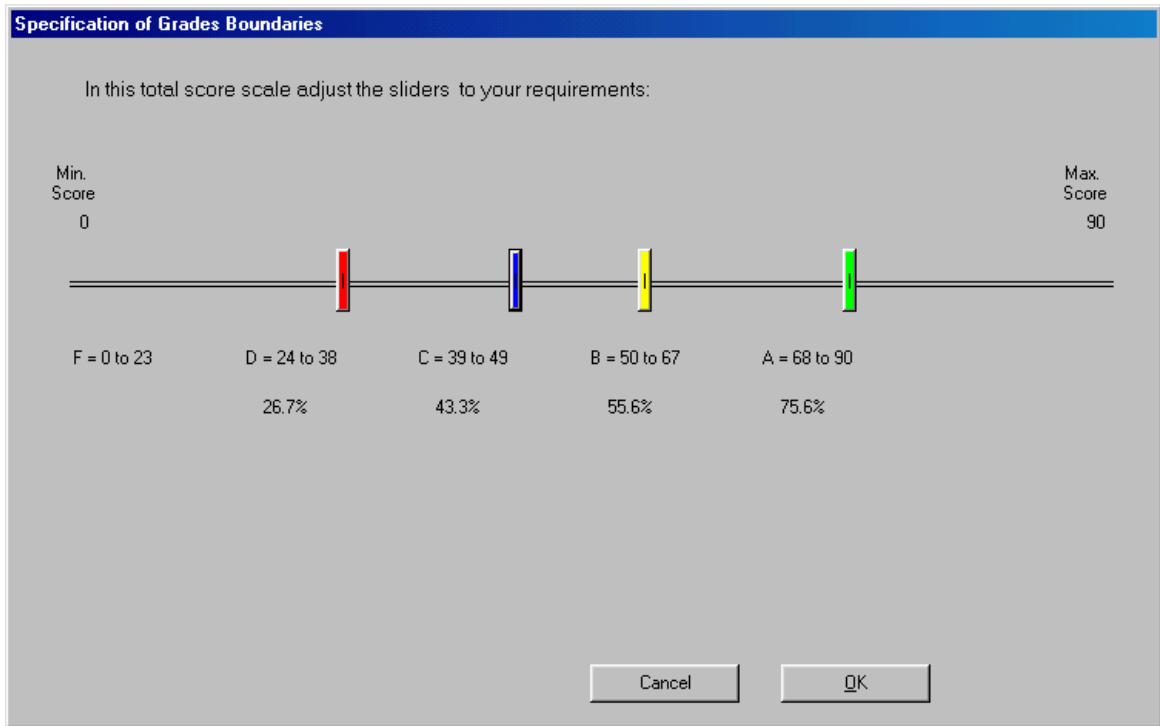 Specification of Grades Boundaries
In this total score scale adjust the sliders to your requirements:
Min.
Score
0
Max.
Score
90
F = 0 to 23
D = 24 to 38
C = 39 to 49
B = 50 to 67
A = 68 to 90
26.7%
43.3%
55.6%
75.6%
Cancel
OK